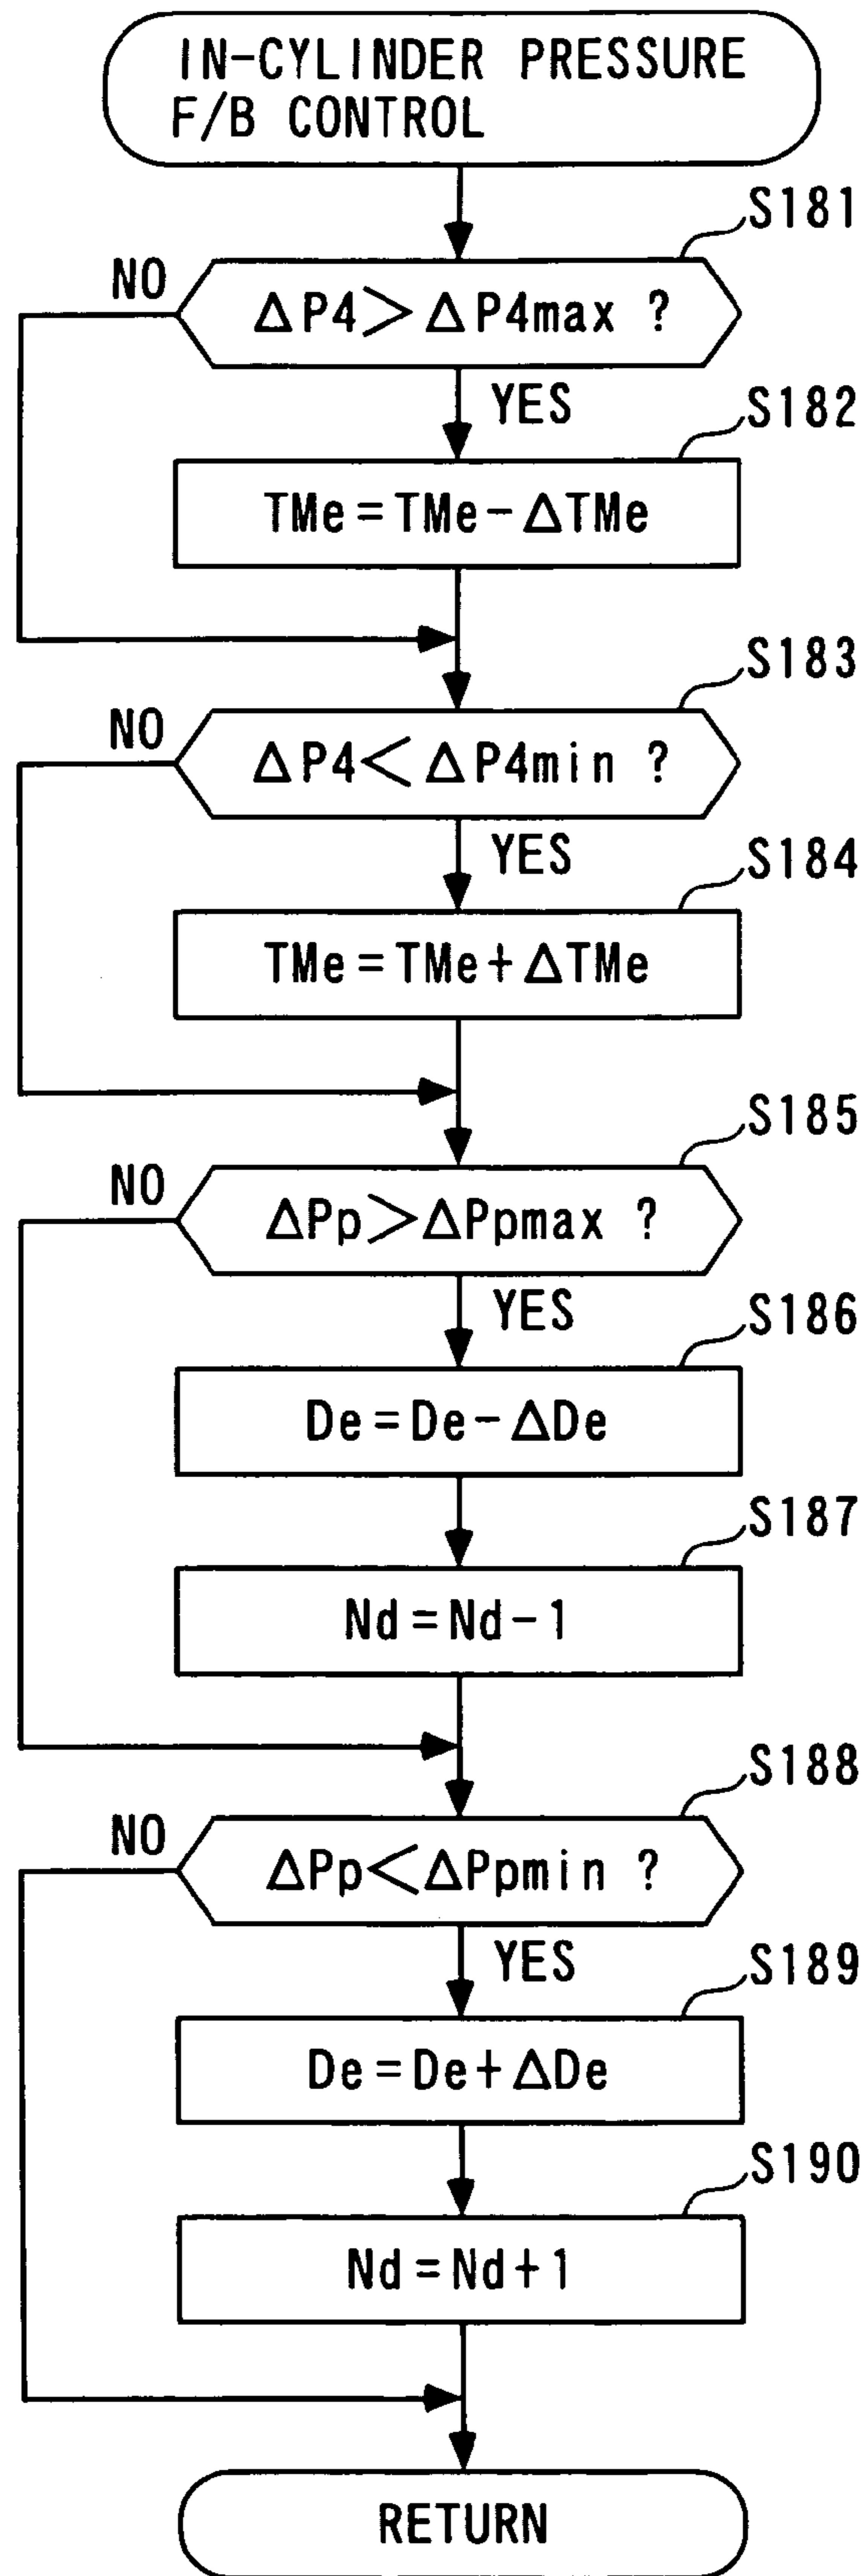 IN-CYLINDER PRESSURE
F/B CONTROL
S181
NO
ΔP4>ΔP4max ?
YES
S182
TMe=TMe-ΔTMe
S183
NO
ΔP4<ΔP4min ?
YES
S184
TMe=TMe+ΔTMe
S185
NO
ΔPp>ΔPpmax ?
YES
S186
De=De-ΔDe
S187
Nd=Nd-1
S188
NO
ΔPp<ΔPpmin ?
YES
S189
De=De+ΔDe
S190
Nd=Nd+1
RETURN